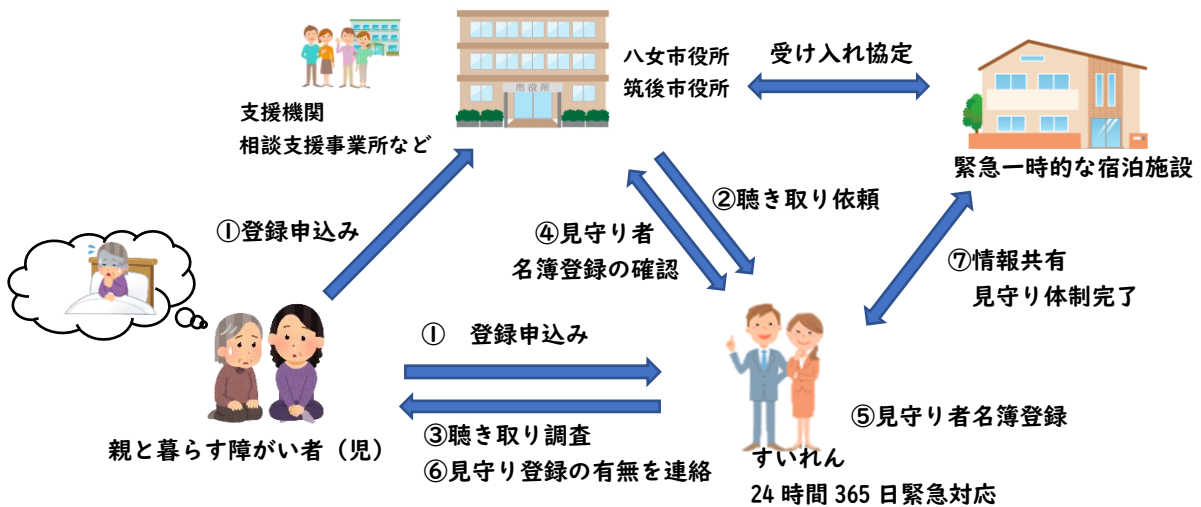 市役所
八女市役所
筑後市役所
受け入れ協定
支援機関
相談支援事業所など
緊急一時的な宿泊施設
①登録申込み
②聴き取り依頼
④見守り者
名簿登録の確認
⑦情報共有
見守り体制完了
① 登録申込み
③聴き取り調査
⑥見守り登録の有無を連絡
⑤見守り者名簿登録
親と暮らす障がい者（児）
すいれん
24時間365日緊急対応